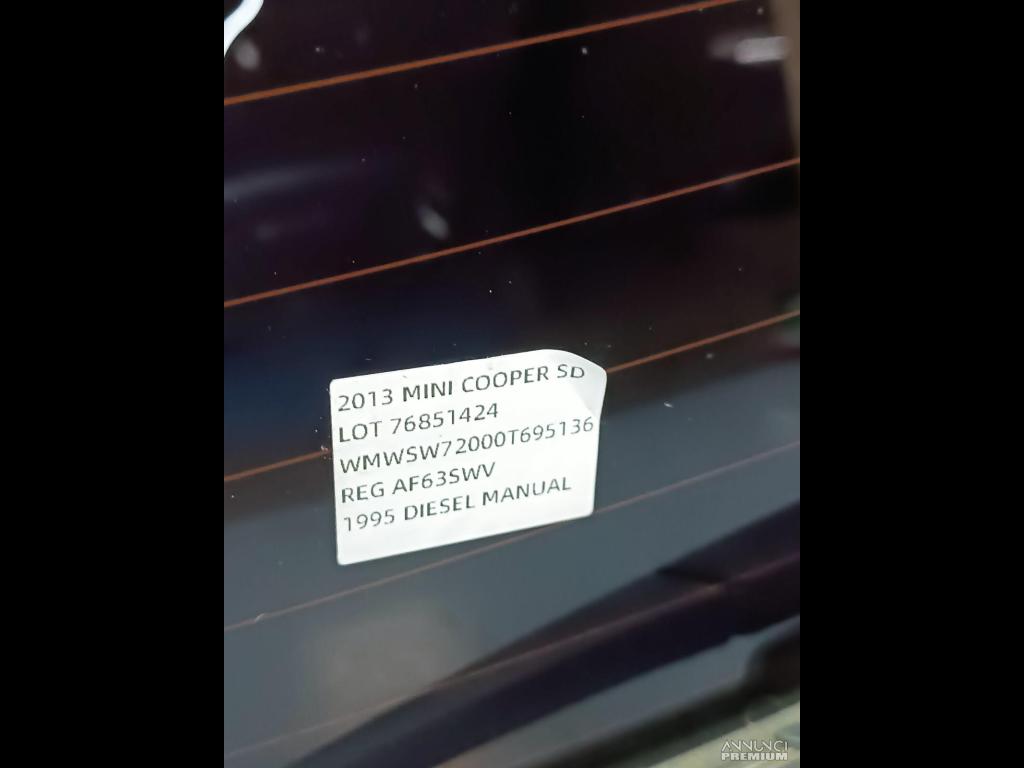 2013 MINI COOPER SD
LOT 76851424
WMWSW72000T695136
REG AF63SWV
1995 DIESEL MANUAL
ANNUNCI
PREMIUM